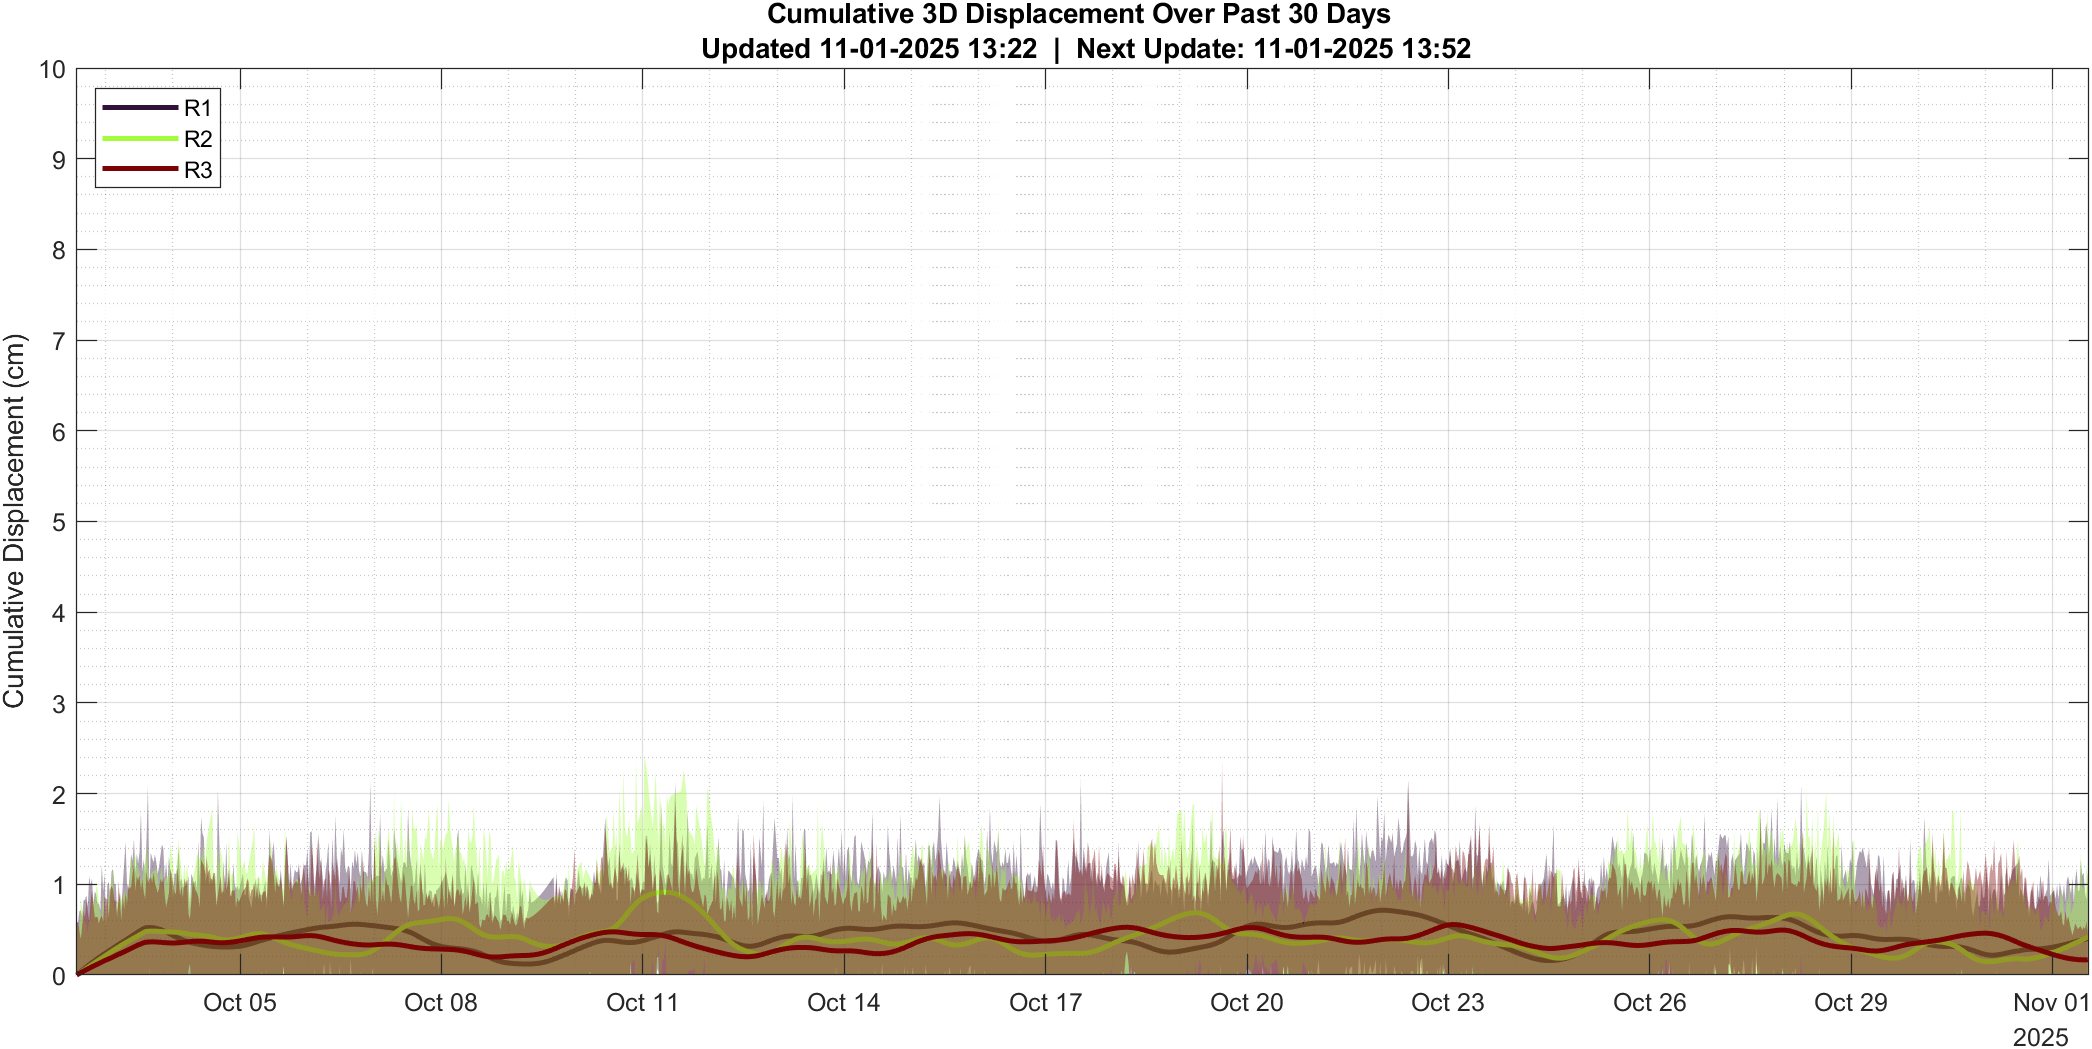 Cumulative 3D Displacement Over Past 30 Days
Updated 11-01-2025 13:22 | Next Update: 11-01-2025 13:52
Cumulative Displacement (cm)
10
9
8
7
6
5
4
3
2
1
0
R1
R2
R3
Oct 05
Oct 08
Oct 11
Oct 14
Oct 17
Oct 20
Oct 23
Oct 26
Oct 29
Nov 01
2025